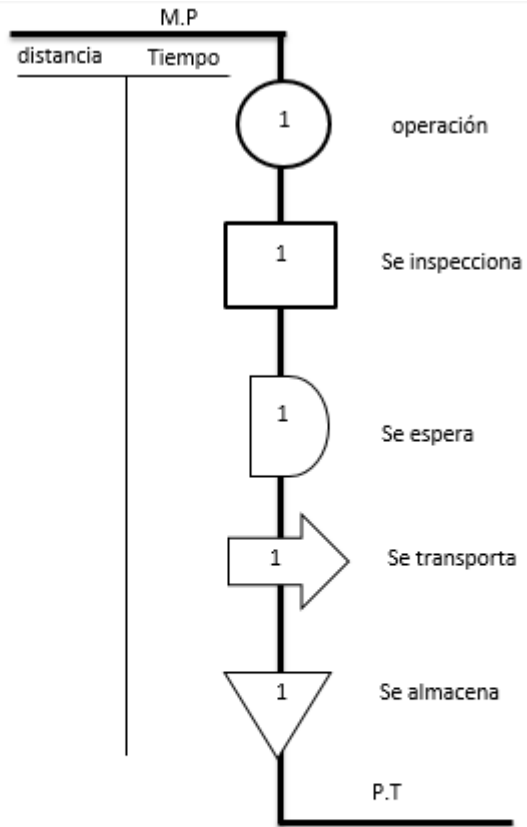 M.P
distancia Tiempo
1 operación
1 Se inspecciona
1 Se espera
1 Se transporta
1 Se almacena
P.T